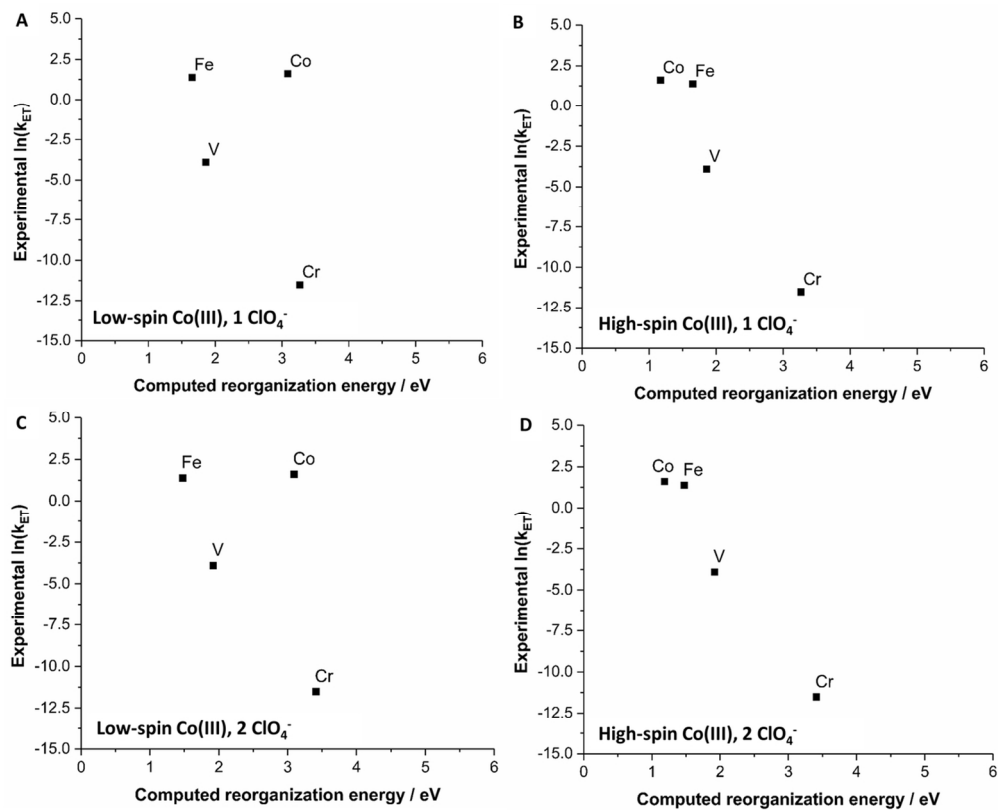 A
5.0
2.5
0.0
-2.5
-5.0
-7.5
-10.0
-12.5
-15.0
Experimental ln(k_ET)
Fe
Co
V
Cr
Low-spin Co(III), 1 ClO₄⁻
0 1 2 3 4 5 6
Computed reorganization energy / eV
B
5.0
2.5
0.0
-2.5
-5.0
-7.5
-10.0
-12.5
-15.0
Experimental ln(k_ET)
Co
Fe
V
Cr
High-spin Co(III), 1 ClO₄⁻
0 1 2 3 4 5 6
Computed reorganization energy / eV
C
5.0
2.5
0.0
-2.5
-5.0
-7.5
-10.0
-12.5
-15.0
Experimental ln(k_ET)
Fe
Co
V
Cr
Low-spin Co(III), 2 ClO₄⁻
0 1 2 3 4 5 6
Computed reorganization energy / eV
D
5.0
2.5
0.0
-2.5
-5.0
-7.5
-10.0
-12.5
-15.0
Experimental ln(k_ET)
Co
Fe
V
Cr
High-spin Co(III), 2 ClO₄⁻
0 1 2 3 4 5 6
Computed reorganization energy / eV